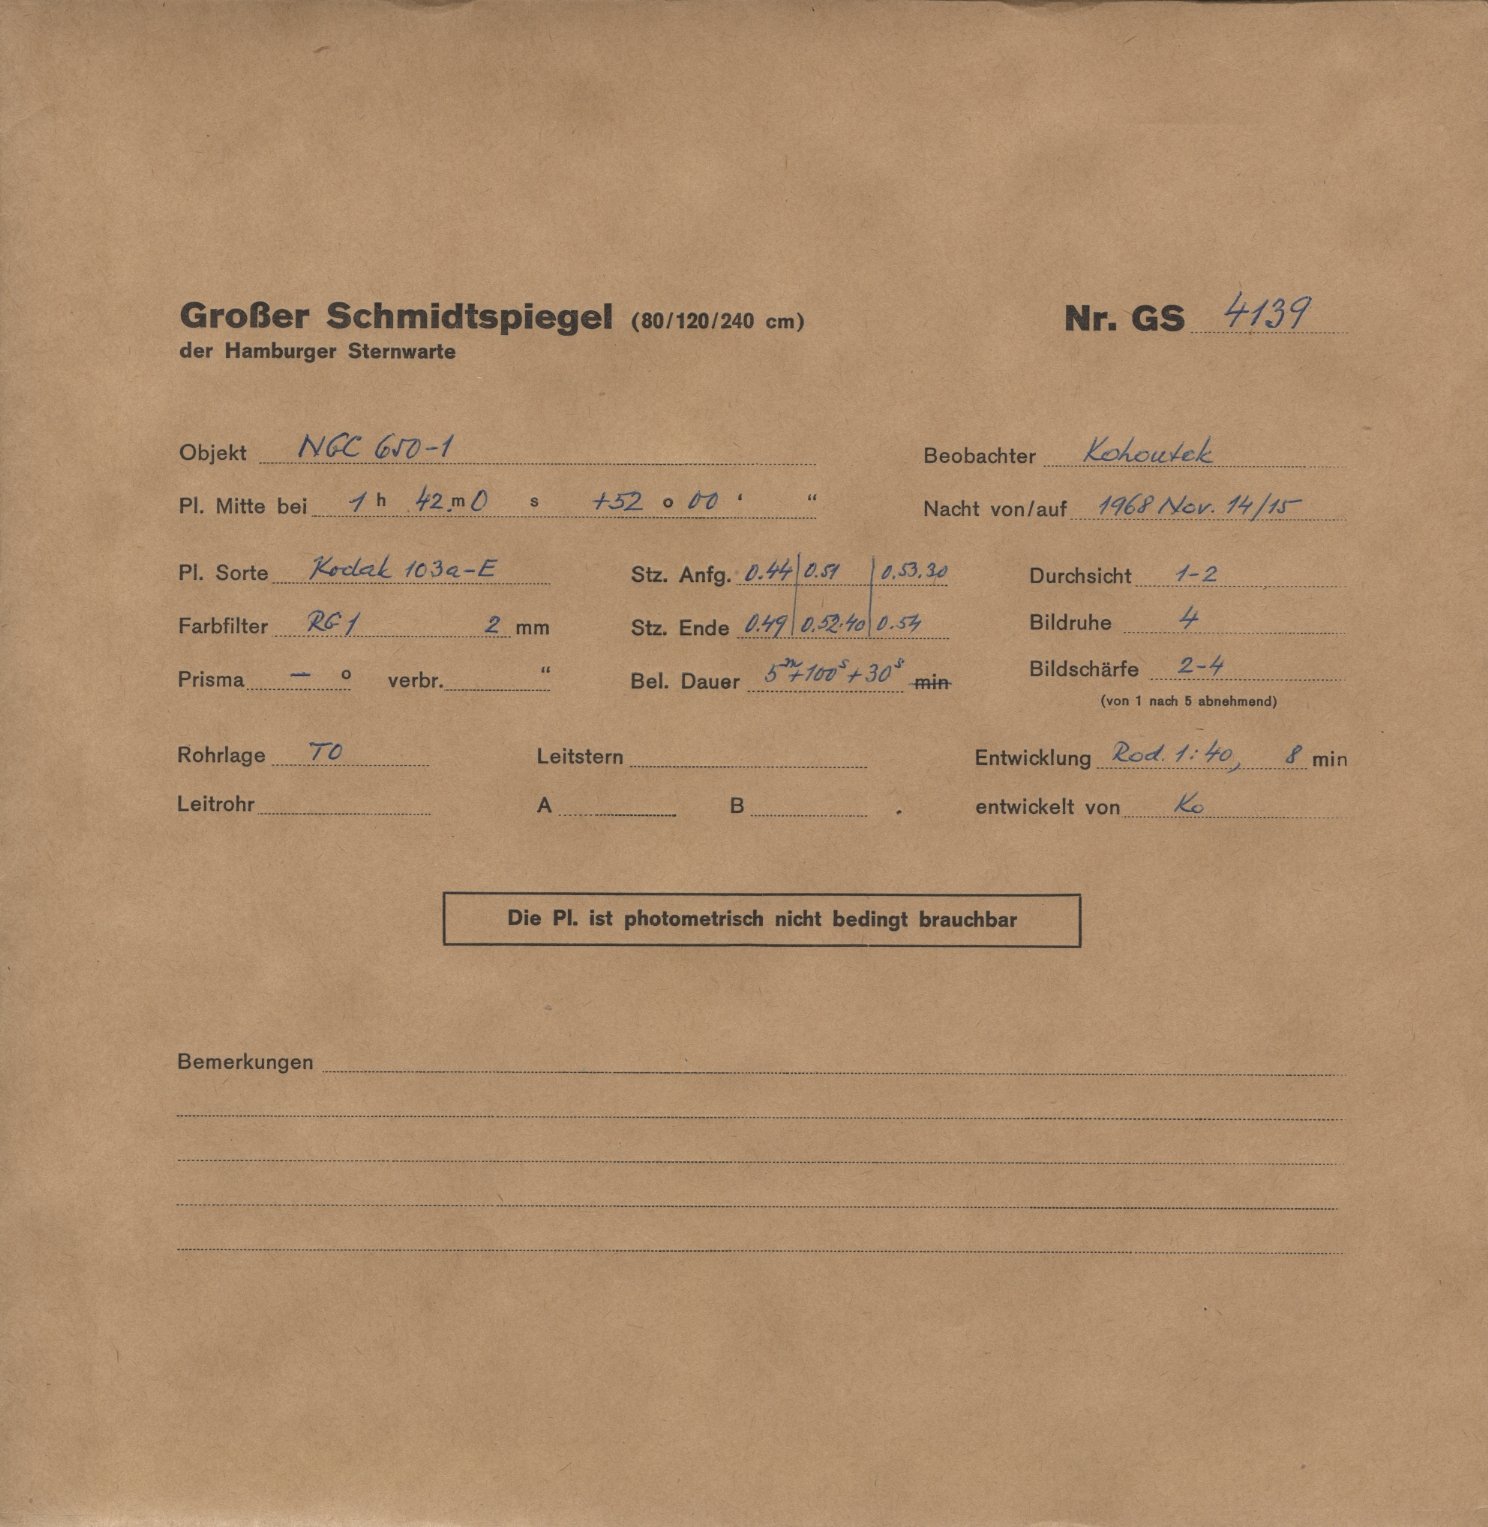 Großer Schmidtspiegel (80/120/240 cm) Nr. GS 4139
der Hamburger Sternwarte
Objekt NGC 650-1 Beobachter Kohoutek
Pl. Mitte bei 1 h 42. m 0 s +52 o 00 ‘ “ Nacht von/auf 1968 Nov. 14/15
Pl. Sorte Kodak 103a-E Stz. Anfg. 0.44 | 0.51 | 0.53.30 Durchsicht 1-2
Farbfilter RG1 2 mm Stz. Ende 0.49 | 0.52.40 | 0.54 Bildruhe 4
Prisma — o verbr. “ Bel. Dauer 5m+100s+30s min Bildschärfe 2-4
(von 1 nach 5 abnehmend)
Rohrlage TO Leitstern Entwicklung Rod. 1:40, 8 min
Leitrohr A B . entwickelt von Ko
Die Pl. ist photometrisch nicht bedingt brauchbar
Bemerkungen